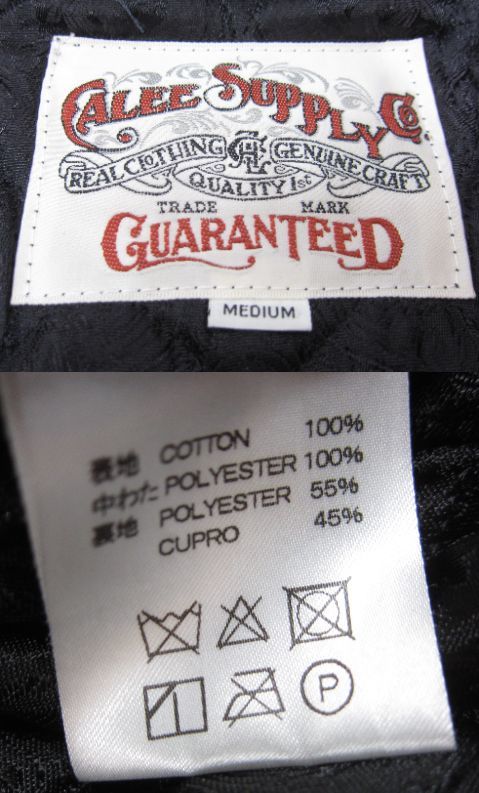 CALEE SUPPLY Co.
REAL CLOTHING GENUINE CRAFT
QUALITY 1st
TRADE MARK
GUARANTEED
MEDIUM
表地 COTTON 100%
中わた POLYESTER 100%
裏地 POLYESTER 55%
CUPRO 45%
P